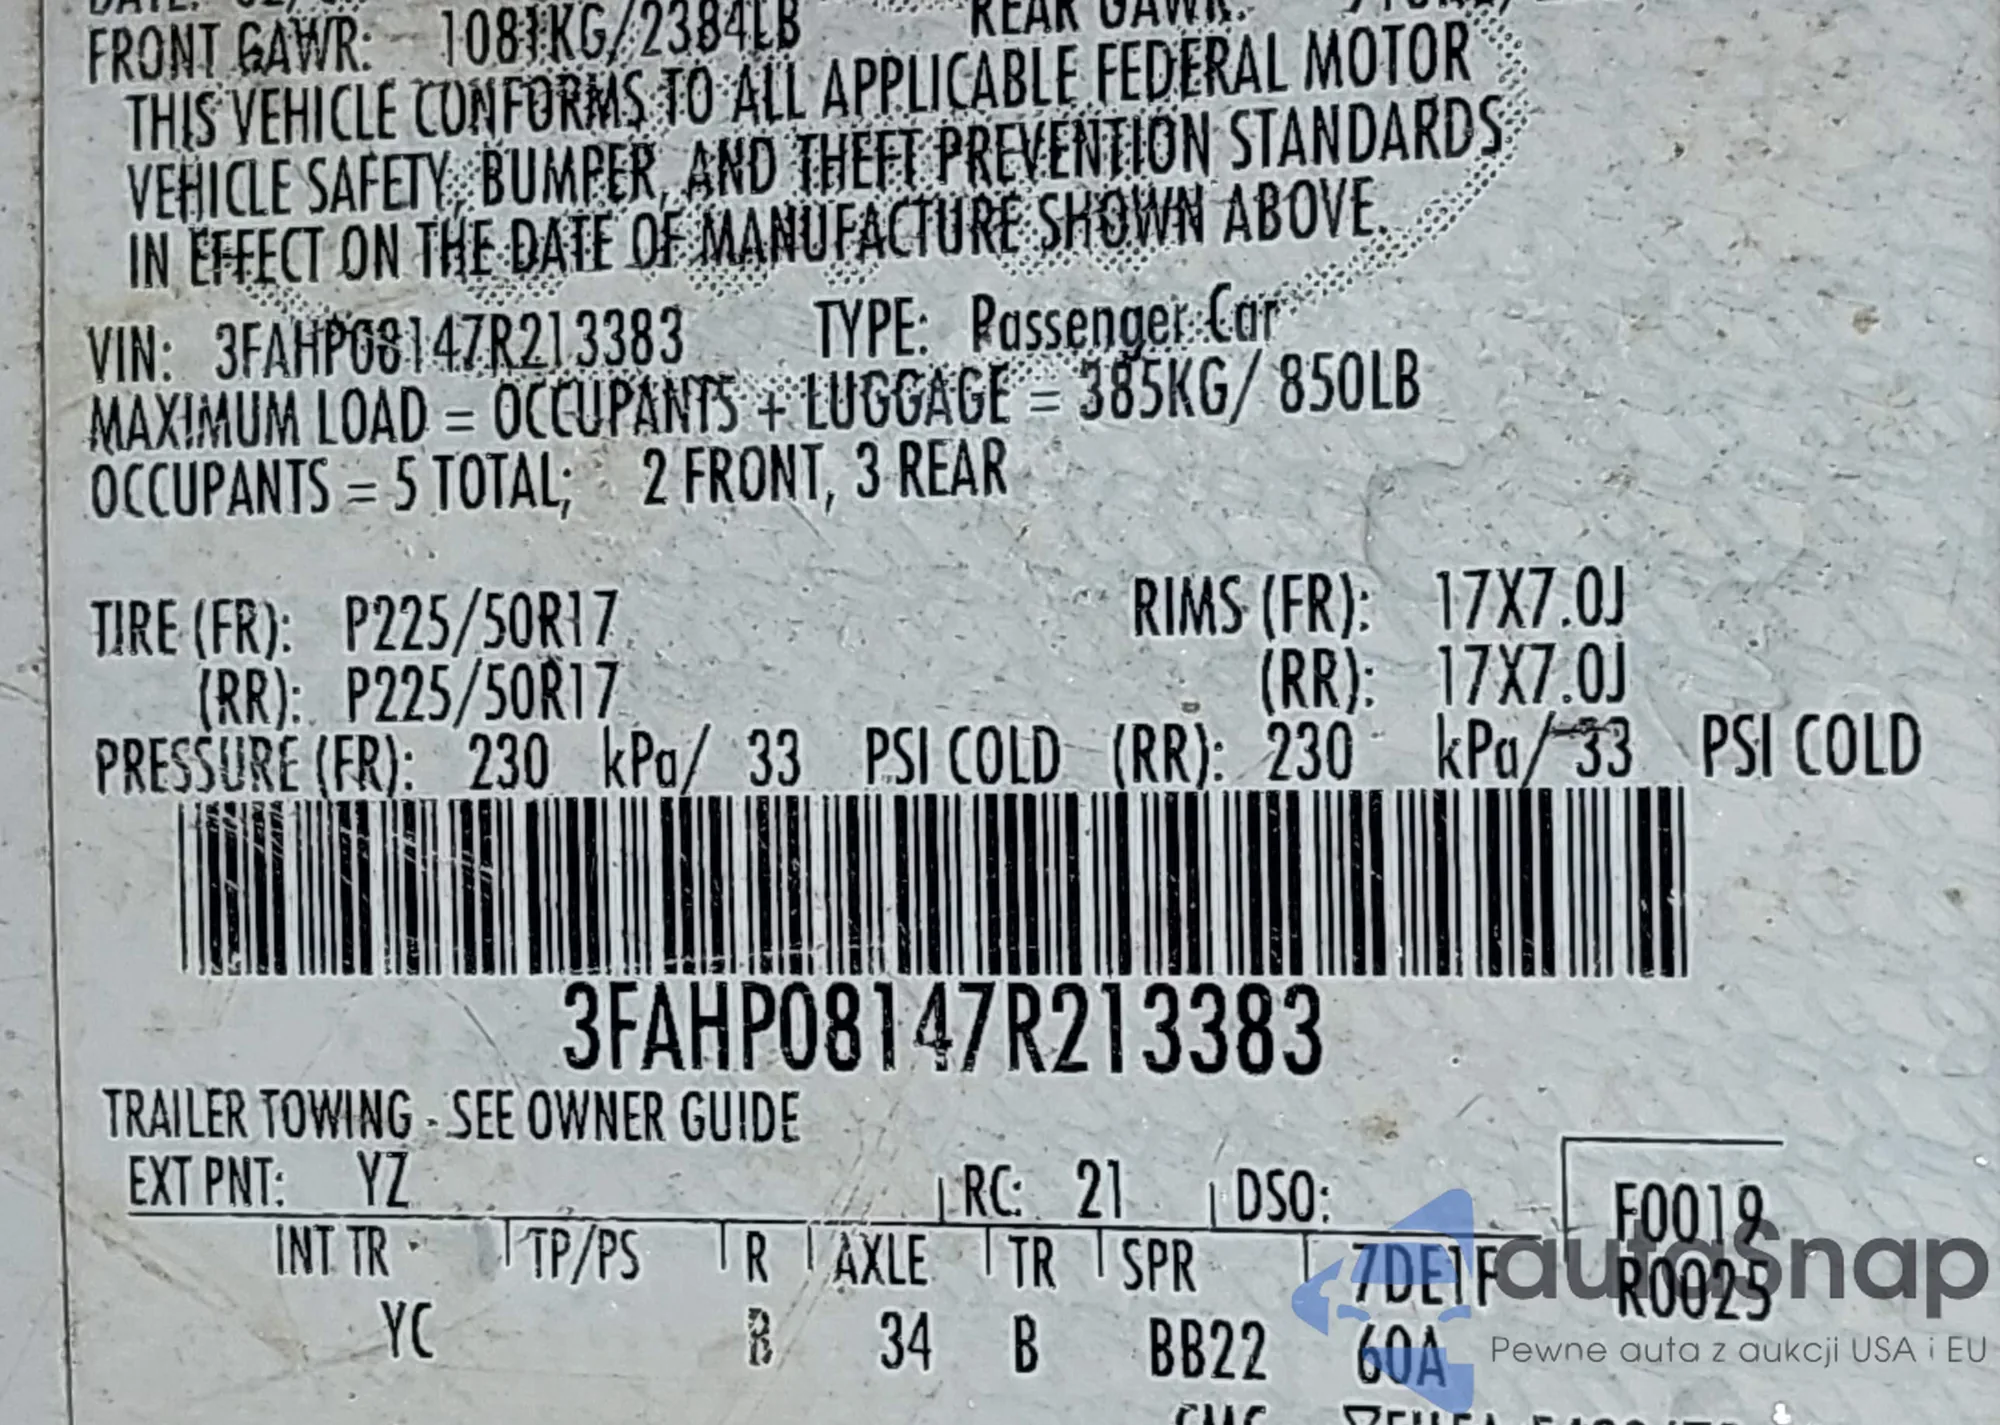 FRONT GAWR: 1081KG/2384LB REAR GAWR:
THIS VEHICLE CONFORMS TO ALL APPLICABLE FEDERAL MOTOR
VEHICLE SAFETY, BUMPER, AND THEFT PREVENTION STANDARDS
IN EFFECT ON THE DATE OF MANUFACTURE SHOWN ABOVE.
VIN: 3FAHP08147R213383 TYPE: Passenger Car
MAXIMUM LOAD = OCCUPANTS + LUGGAGE = 385KG/ 850LB
OCCUPANTS = 5 TOTAL; 2 FRONT, 3 REAR
TIRE (FR): P225/50R17 RIMS (FR): 17X7.0J
(RR): P225/50R17 (RR): 17X7.0J
PRESSURE (FR): 230 kPa/ 33 PSI COLD (RR): 230 kPa/ 33 PSI COLD
3FAHP08147R213383
TRAILER TOWING - SEE OWNER GUIDE
EXT PNT: YZ RC: 21 DSO: F0019
INT TR TP/PS R AXLE TR SPR 7DE1F R0025
YC B 34 B BB22 60A
autoSnap
Pewne auta z aukcji USA i EU